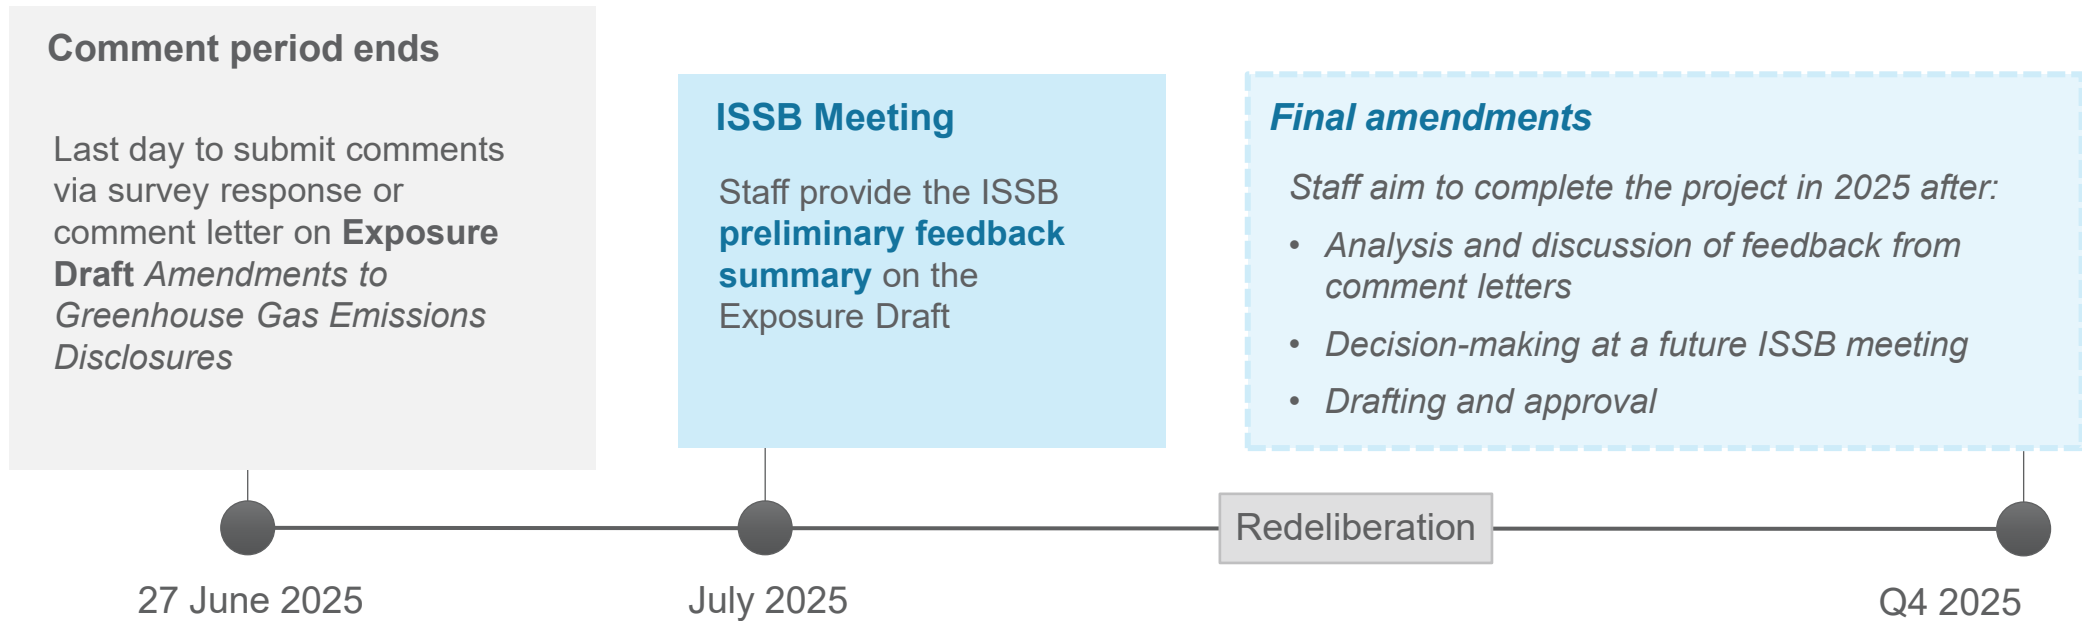 Comment period ends
Last day to submit comments
via survey response or
comment letter on Exposure
Draft Amendments to
Greenhouse Gas Emissions
Disclosures
ISSB Meeting
Staff provide the ISSB
preliminary feedback
summary on the
Exposure Draft
Final amendments
Staff aim to complete the project in 2025 after:
• Analysis and discussion of feedback from
comment letters
• Decision-making at a future ISSB meeting
• Drafting and approval
Redeliberation
27 June 2025
July 2025
Q4 2025